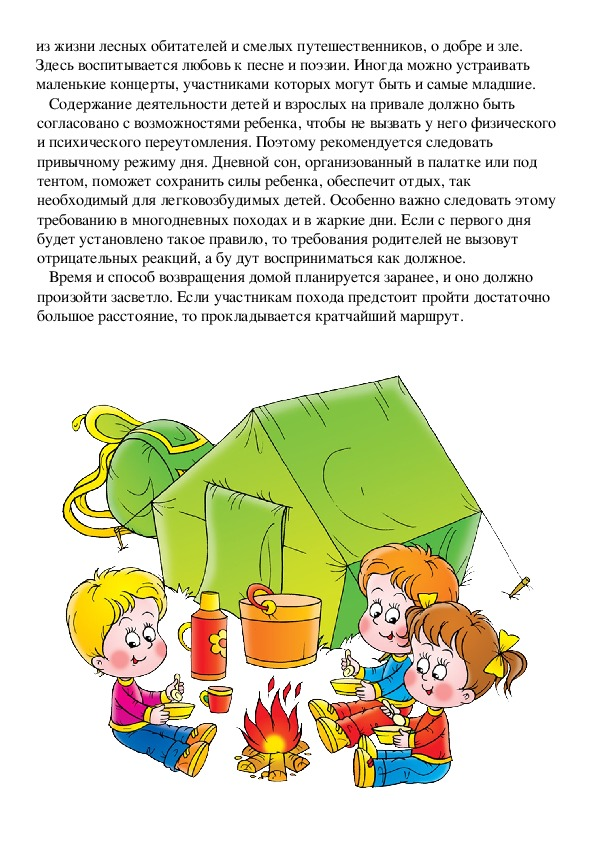 из жизни лесных обитателей и смелых путешественников, о добре и зле.
Здесь воспитывается любовь к песне и поэзии. Иногда можно устраивать
маленькие концерты, участниками которых могут быть и самые младшие.
Содержание деятельности детей и взрослых на привале должно быть
согласовано с возможностями ребенка, чтобы не вызвать у него физического
и психического переутомления. Поэтому рекомендуется следовать
привычному режиму дня. Дневной сон, организованный в палатке или под
тентом, поможет сохранить силы ребенка, обеспечит отдых, так
необходимый для легковозбудимых детей. Особенно важно следовать этому
требованию в многодневных походах и в жаркие дни. Если с первого дня
будет установлено такое правило, то требования родителей не вызовут
отрицательных реакций, а бу дут восприниматься как должное.
Время и способ возвращения домой планируется заранее, и оно должно
произойти засветло. Если участникам похода предстоит пройти достаточно
большое расстояние, то прокладывается кратчайший маршрут.